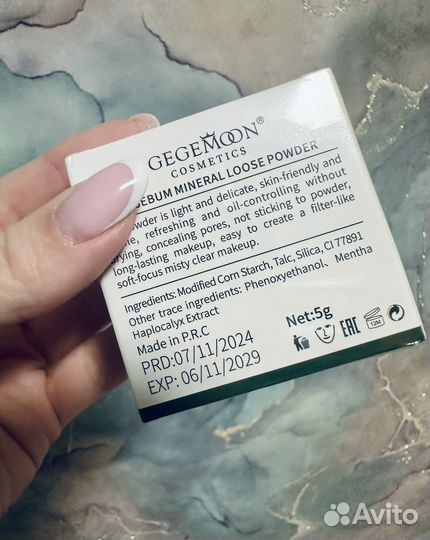 GEGEMOON®
COSMETICS
SEBUM MINERAL LOOSE POWDER
Powder is light and delicate, skin-friendly and
refreshing and oil-controlling without
drying, concealing pores, not sticking to powder,
long-lasting makeup, easy to create a filter-like
soft-focus misty clear makeup.
Ingredients: Modified Corn Starch, Talc, Silica, CI 77891
Other trace ingredients: Phenoxyethanol、Mentha
Haplocalyx Extract
Made in P.R.C
PRD:07/11/2024
EXP: 06/11/2029
Net:5g
EAC
12M
Avito